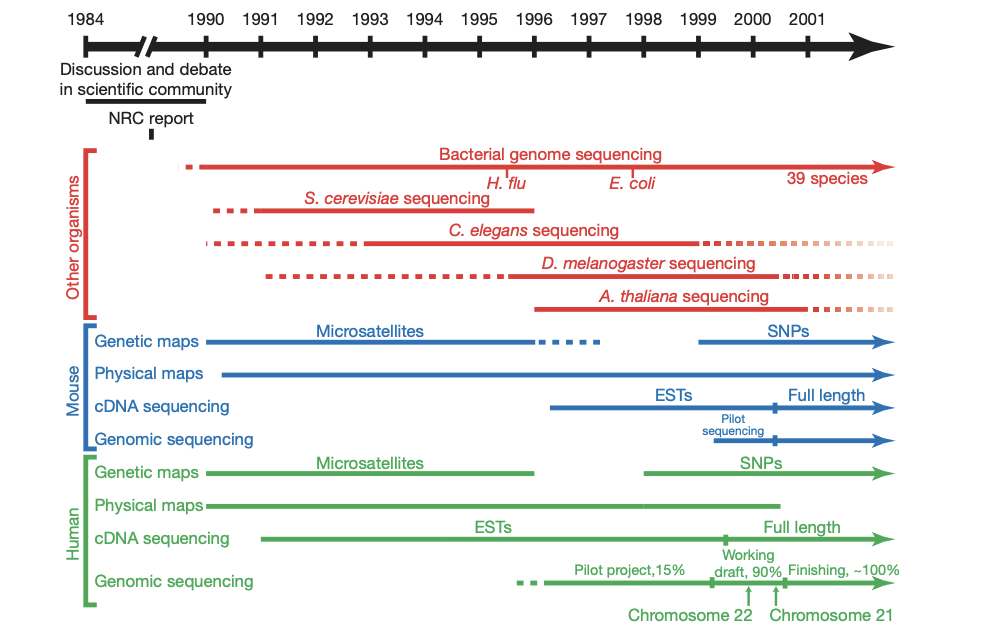 1984 1990 1991 1992 1993 1994 1995 1996 1997 1998 1999 2000 2001
Discussion and debate
in scientific community
NRC report
Other organisms
Bacterial genome sequencing
H. flu E. coli 39 species
S. cerevisiae sequencing
C. elegans sequencing
D. melanogaster sequencing
A. thaliana sequencing
Mouse
Genetic maps Microsatellites SNPs
Physical maps
cDNA sequencing ESTs Full length
Pilot
sequencing
Genomic sequencing
Human
Genetic maps Microsatellites SNPs
Physical maps
cDNA sequencing ESTs Full length
Working
Genomic sequencing Pilot project,15% draft, 90% Finishing, ~100%
Chromosome 22 Chromosome 21